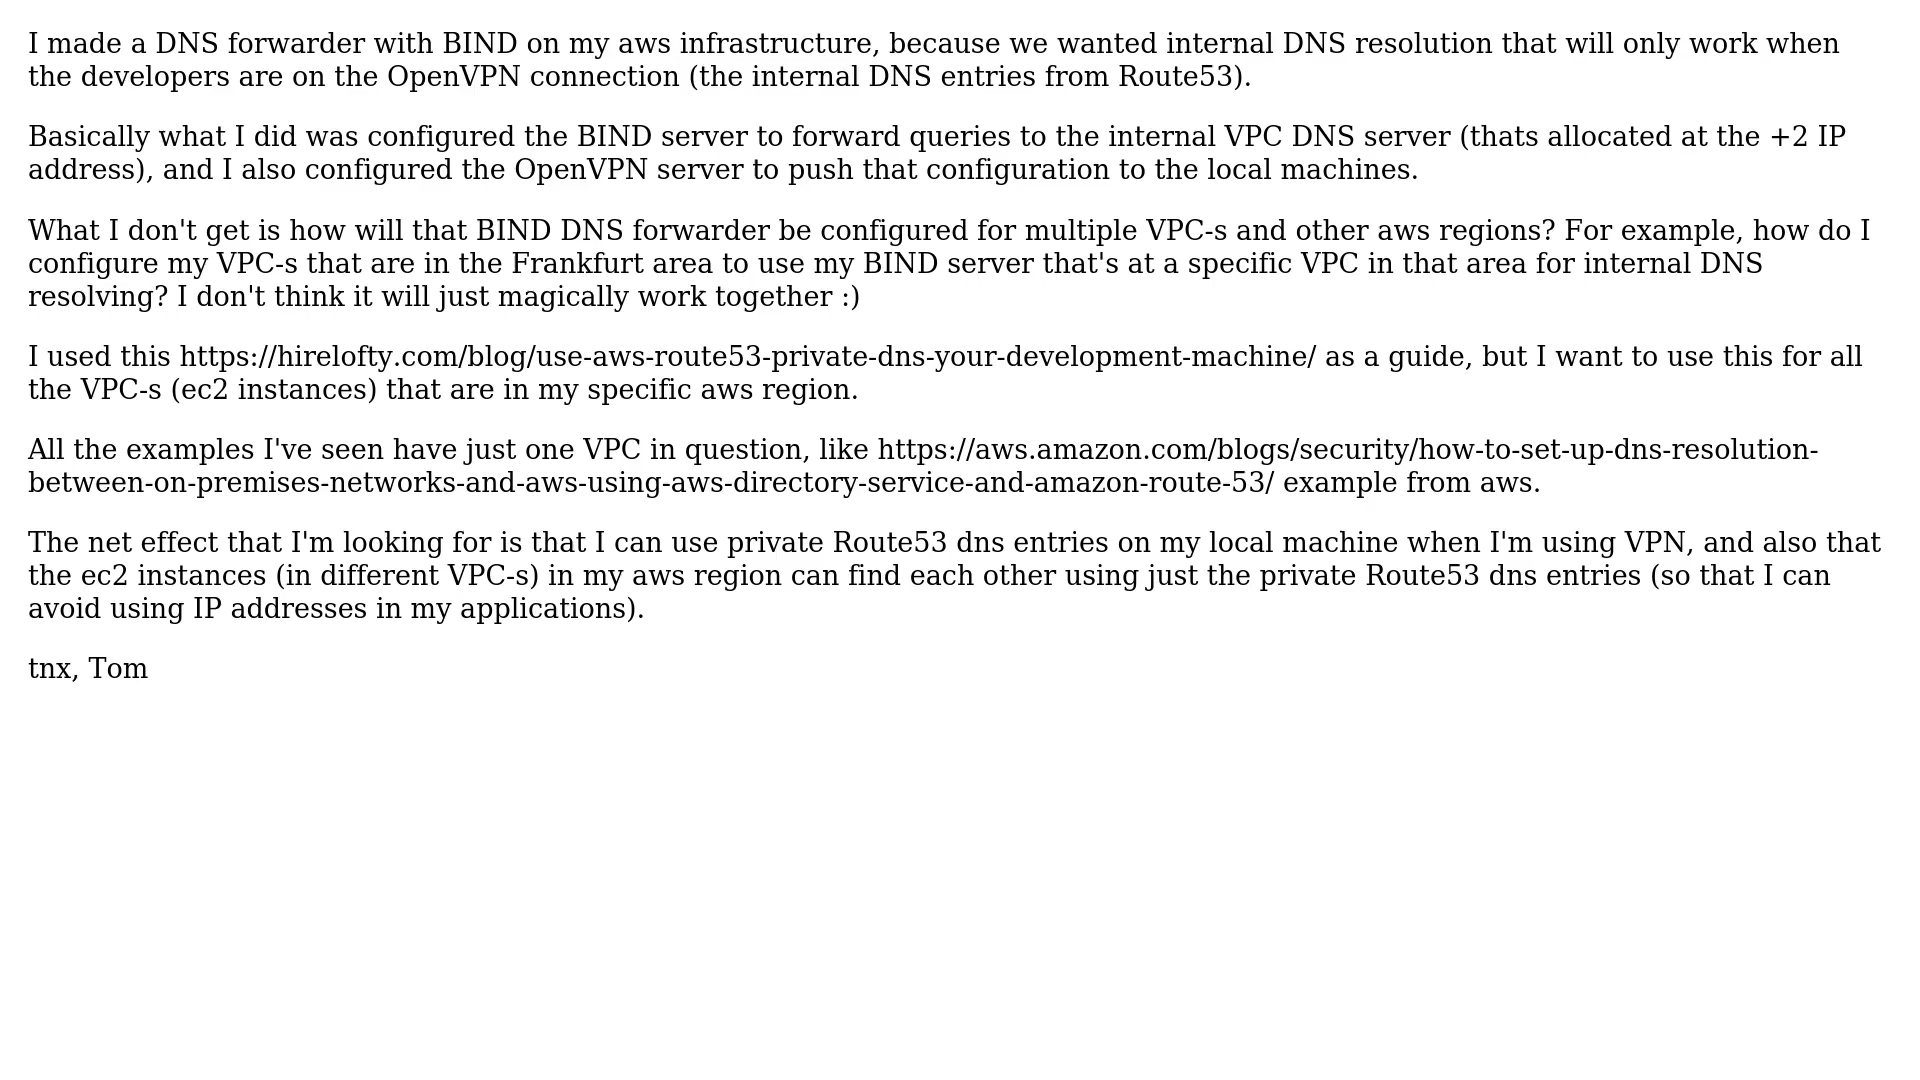 I made a DNS forwarder with BIND on my aws infrastructure, because we wanted internal DNS resolution that will only work when
the developers are on the OpenVPN connection (the internal DNS entries from Route53).
Basically what I did was configured the BIND server to forward queries to the internal VPC DNS server (thats allocated at the +2 IP
address), and I also configured the OpenVPN server to push that configuration to the local machines.
What I don't get is how will that BIND DNS forwarder be configured for multiple VPC-s and other aws regions? For example, how do I
configure my VPC-s that are in the Frankfurt area to use my BIND server that's at a specific VPC in that area for internal DNS
resolving? I don't think it will just magically work together :)
I used this https://hirelofty.com/blog/use-aws-route53-private-dns-your-development-machine/ as a guide, but I want to use this for all
the VPC-s (ec2 instances) that are in my specific aws region.
All the examples I've seen have just one VPC in question, like https://aws.amazon.com/blogs/security/how-to-set-up-dns-resolution-
between-on-premises-networks-and-aws-using-aws-directory-service-and-amazon-route-53/ example from aws.
The net effect that I'm looking for is that I can use private Route53 dns entries on my local machine when I'm using VPN, and also that
the ec2 instances (in different VPC-s) in my aws region can find each other using just the private Route53 dns entries (so that I can
avoid using IP addresses in my applications).
tnx, Tom